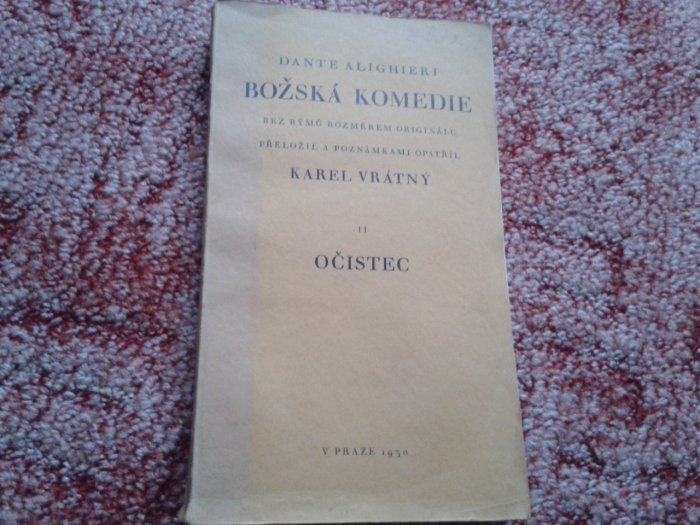 DANTE ALIGHIERI
BOŽSKÁ KOMEDIE
BEZ RÝMŮ ROZMĚREM ORIGINÁLU
PŘELOŽIL A POZNÁMKAMI OPATŘIL
KAREL VRÁTNÝ
II
OČISTEC
V PRAZE 1930